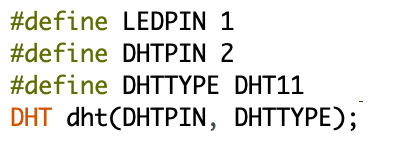 #define LEDPIN 1
#define DHTPIN 2
#define DHTTYPE DHT11
DHT dht(DHTPIN, DHTTYPE);